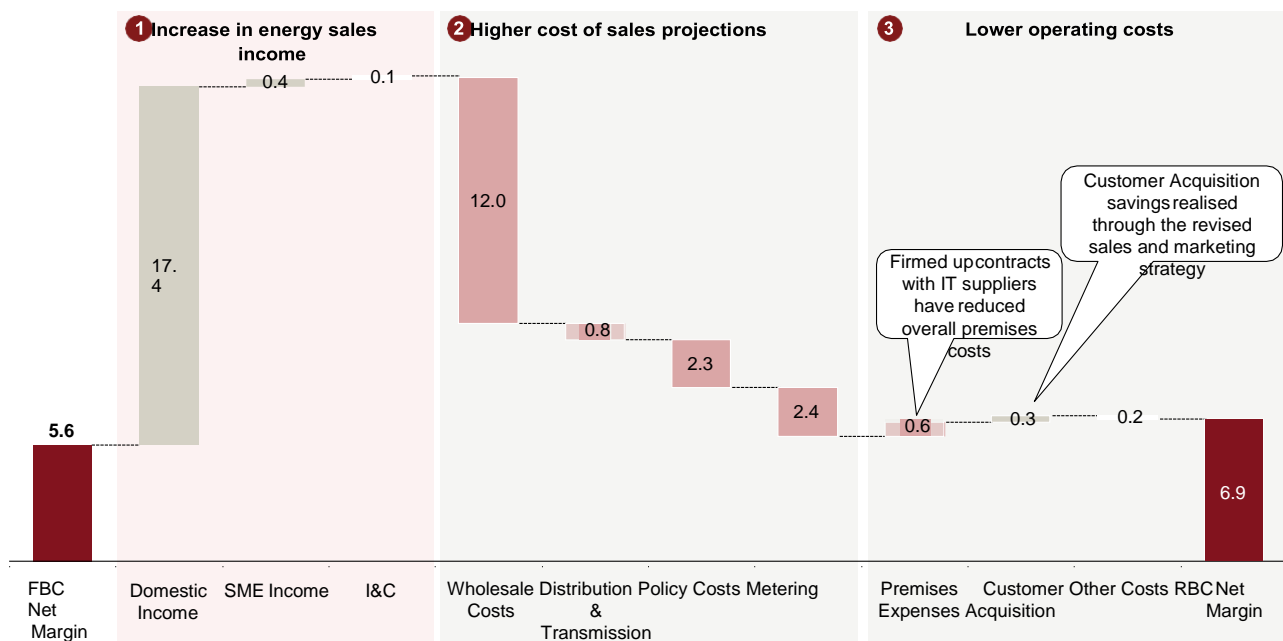 1 Increase in energy sales
income
2 Higher cost of sales projections
3 Lower operating costs
0.4
0.1
12.0
17.
4
Customer Acquisition
savings realised
through the revised
sales and marketing
strategy
Firmed up contracts
with IT suppliers
have reduced
overall premises
costs
0.8
2.3
2.4
0.6
0.3
0.2
5.6
6.9
FBC
Net
Margin
Domestic
Income
SME Income
I&C
Wholesale
Costs
Distribution
&
Transmission
Policy Costs
Metering
Premises
Expenses
Customer
Acquisition
Other Costs
RBC Net
Margin